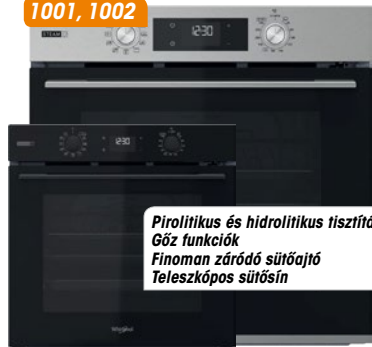 1001, 1002
STEAM
12:30
12:30
Pirolitikus és hidrolitikus tisztító
Gőz funkciók
Finoman záródó sütőajtó
Teleszkópos sütősín
Whirlpool